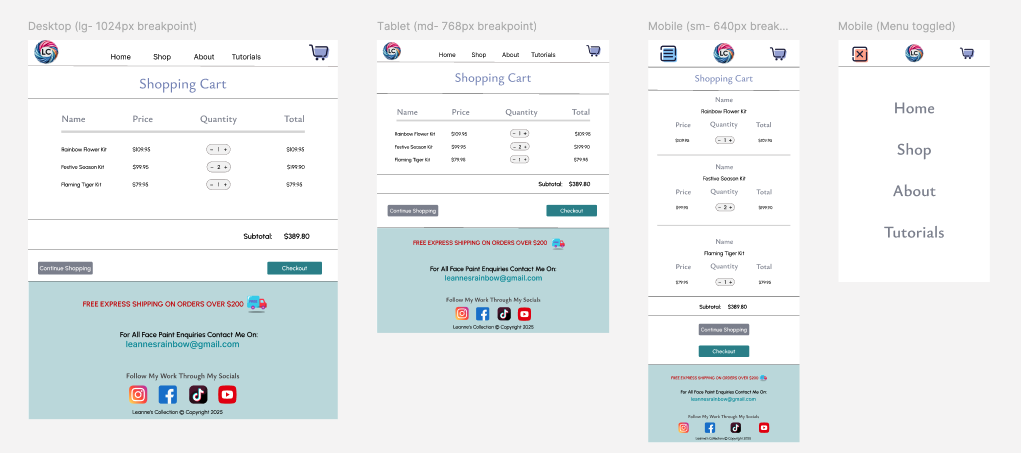 Desktop (lg- 1024px breakpoint)
LC
Home Shop About Tutorials
Shopping Cart
Name Price Quantity Total
Rainbow Flower Kit $109.95 - 1 + $109.95
Festive Season Kit $99.95 - 2 + $199.90
Flaming Tiger Kit $79.95 - 1 + $79.95
Subtotal: $389.80
Continue Shopping Checkout
FREE EXPRESS SHIPPING ON ORDERS OVER $200
For All Face Paint Enquiries Contact Me On:
leannesrainbow@gmail.com
Follow My Work Through My Socials
Leanne's Collection © Copyright 2025
Tablet (md- 768px breakpoint)
LC
Home Shop About Tutorials
Shopping Cart
Name Price Quantity Total
Rainbow Flower Kit $109.95 - 1 + $109.95
Festive Season Kit $99.95 - 2 + $199.90
Flaming Tiger Kit $79.95 - 1 + $79.95
Subtotal: $389.80
Continue Shopping Checkout
FREE EXPRESS SHIPPING ON ORDERS OVER $200
For All Face Paint Enquiries Contact Me On:
leannesrainbow@gmail.com
Follow My Work Through My Socials
Leanne's Collection © Copyright 2025
Mobile (sm- 640px break...
LC
Shopping Cart
Name
Rainbow Flower Kit
Price Quantity Total
$109.95 - 1 + $109.95
Name
Festive Season Kit
Price Quantity Total
$99.95 - 2 + $199.90
Name
Flaming Tiger Kit
Price Quantity Total
$79.95 - 1 + $79.95
Subtotal: $389.80
Continue Shopping
Checkout
FREE EXPRESS SHIPPING ON ORDERS OVER $200
For All Face Paint Enquiries Contact Me On:
leannesrainbow@gmail.com
Follow My Work Through My Socials
Leanne's Collection © Copyright 2025
Mobile (Menu toggled)
LC
Home
Shop
About
Tutorials